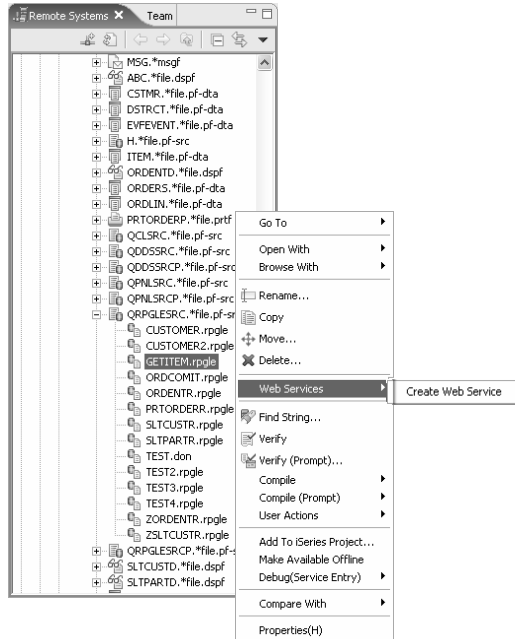 Remote Systems Team
MSG.*msgf
ABC.*file.dspf
CSTMR.*file.pf-dta
DSTRCT.*file.pf-dta
EVFEVENT.*file.pf-dta
H.*file.pf-src
ITEM.*file.pf-dta
ORDENTD.*file.dspf
ORDERS.*file.pf-dta
ORDLIN.*file.pf-dta
PRTORDERP.*file.prtf
QCLSRC.*file.pf-src
QDDSSRC.*file.pf-src
QDDSSRCP.*file.pf-src
QPNLSRC.*file.pf-src
QPNLSRCP.*file.pf-src
QRPGLESRC.*file.pf-sr
CUSTOMER.rpgle
CUSTOMER2.rpgle
GETITEM.rpgle
ORDCOMIT.rpgle
ORDENTR.rpgle
PRTORDERR.rpgle
SLTCUSTR.rpgle
SLTPARTR.rpgle
TEST.don
TEST2.rpgle
TEST3.rpgle
TEST4.rpgle
ZORDENTR.rpgle
ZSLTCUSTR.rpgle
QRPGLESRCP.*file.pf-s
SLTCUSTD.*file.dspf
SLTPARTD.*file.dspf
Go To
Open With
Browse With
Rename...
Copy
Move...
Delete...
Web Services
Create Web Service
Find String...
Verify
Verify (Prompt)...
Compile
Compile (Prompt)
User Actions
Add To iSeries Project...
Make Available Offline
Debug(Service Entry)
Compare With
Properties(H)